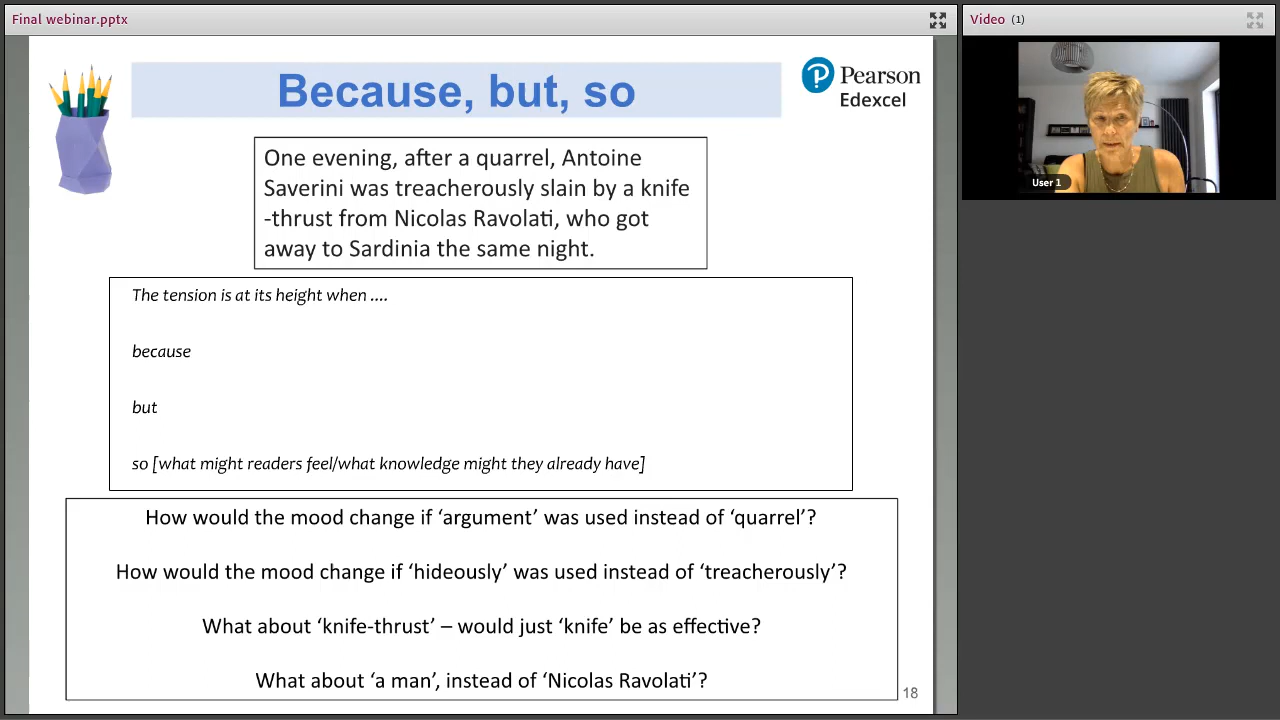 Final webinar.pptx
Video (1)
Because, but, so
Pearson
Edexcel
One evening, after a quarrel, Antoine
Saverini was treacherously slain by a knife
-thrust from Nicolas Ravolati, who got
away to Sardinia the same night.
User 1
The tension is at its height when ....
because
but
so [what might readers feel/what knowledge might they already have]
How would the mood change if ‘argument’ was used instead of ‘quarrel’?
How would the mood change if ‘hideously’ was used instead of ‘treacherously’?
What about ‘knife-thrust’ – would just ‘knife’ be as effective?
What about ‘a man’, instead of ‘Nicolas Ravolati’?
18